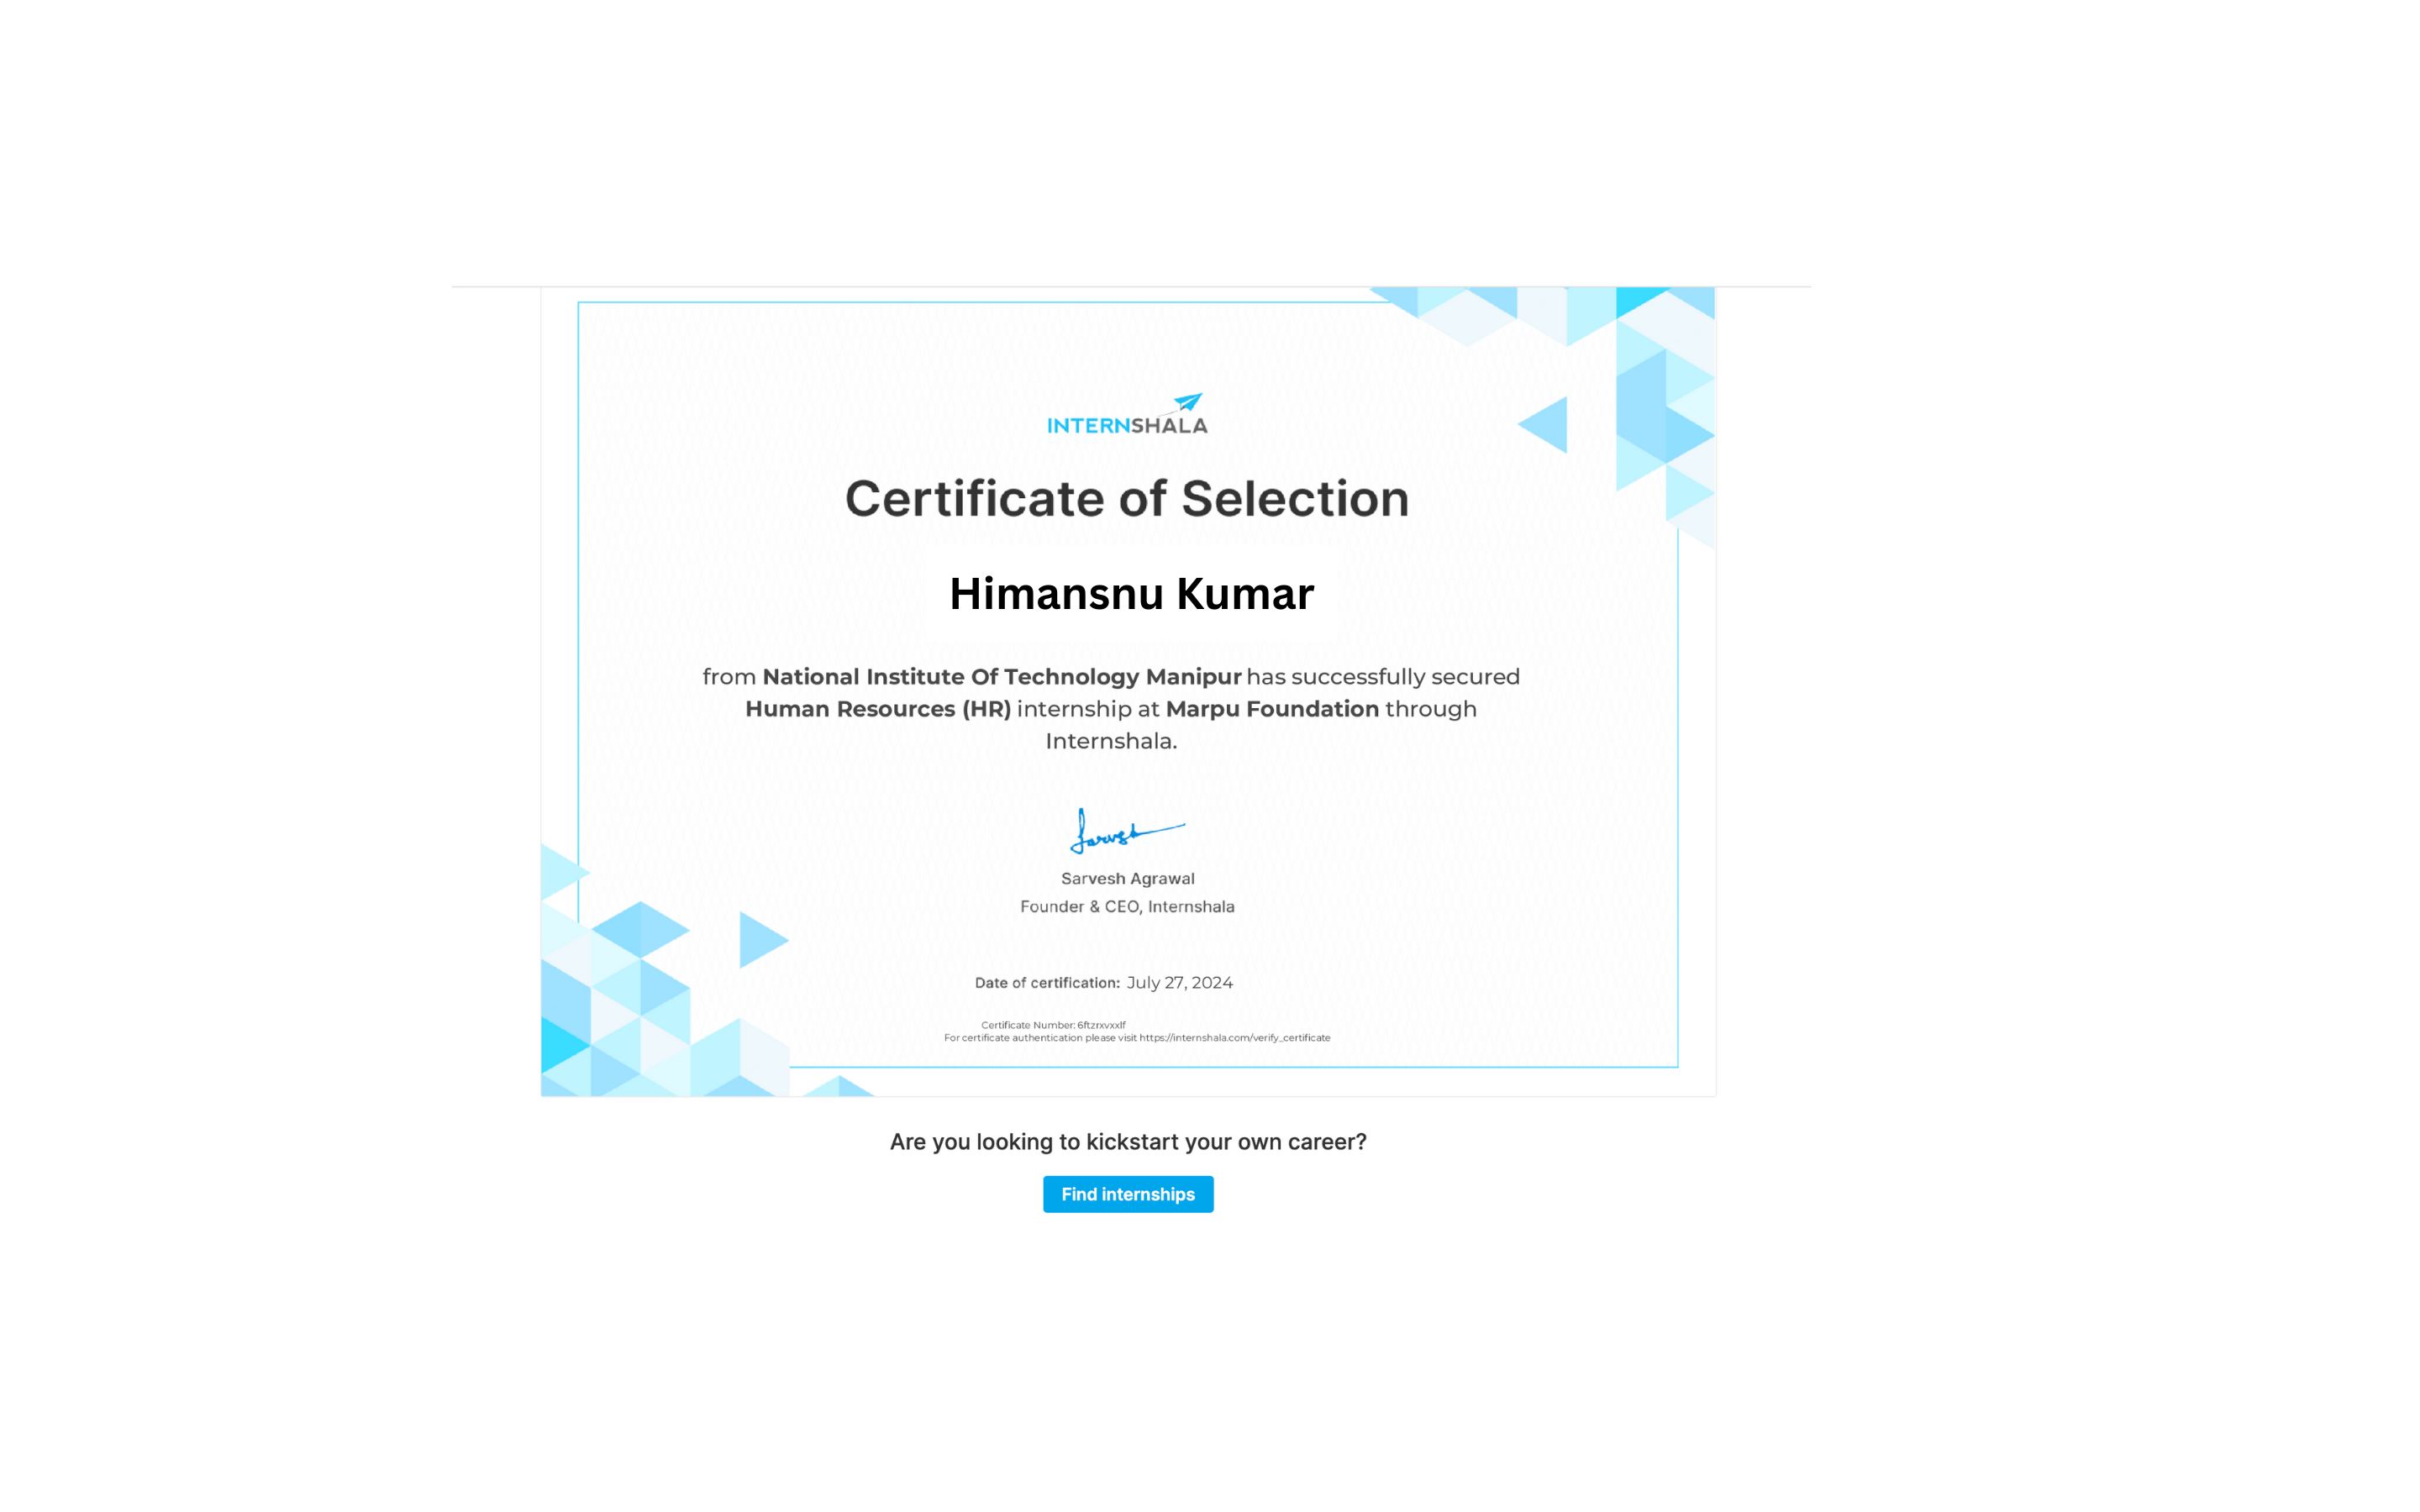 INTERNSHALA
Certificate of Selection
Himansnu Kumar
from National Institute Of Technology Manipur has successfully secured
Human Resources (HR) internship at Marpu Foundation through
Internshala.
Sarvesh
Sarvesh Agrawal
Founder & CEO, Internshala
Date of certification: July 27, 2024
Certificate Number: 6ftzrxvxxlf
For certificate authentication please visit https://internshala.com/verify_certificate
Are you looking to kickstart your own career?
Find internships